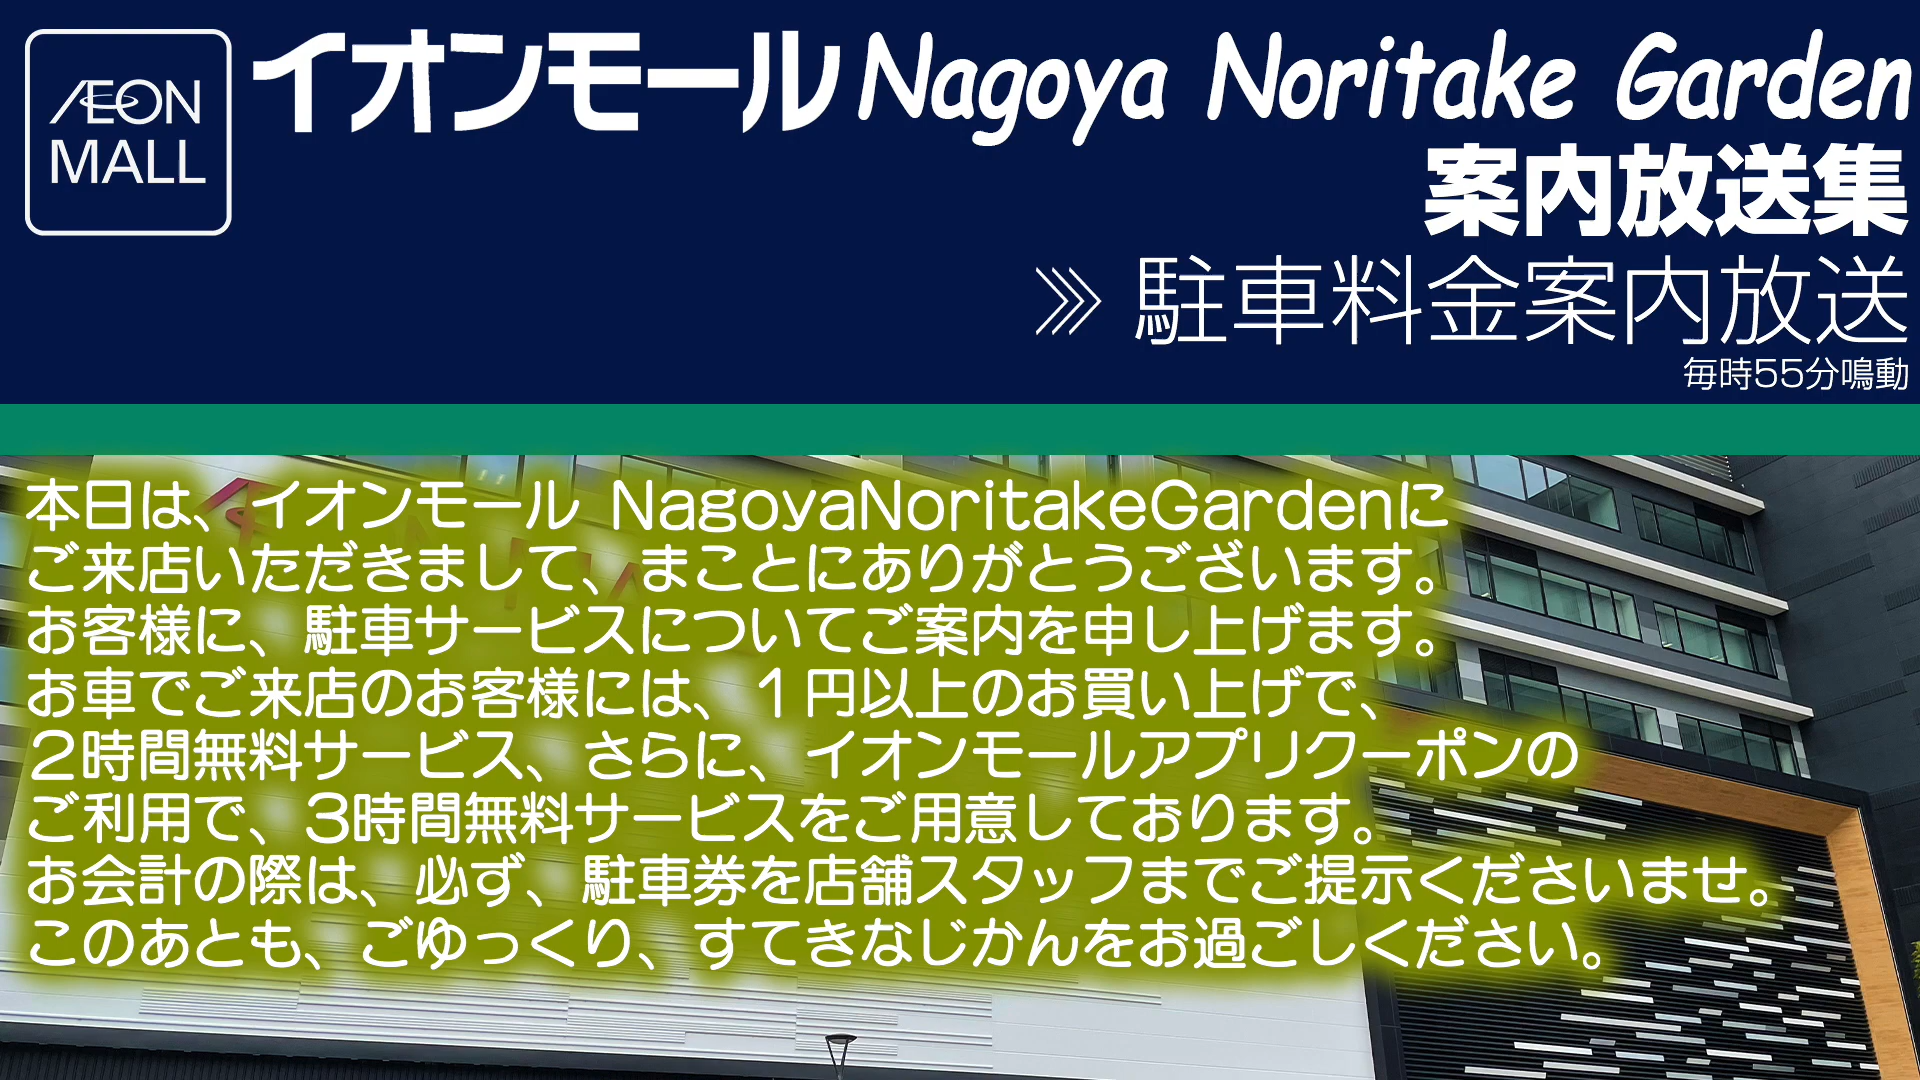 ÆON
MALL
イオンモール Nagoya Noritake Garden
案内放送集
駐車料金案内放送
毎時55分鳴動
本日は、イオンモール NagoyaNoritakeGardenに
ご来店いただきまして、まことにありがとうございます。
お客様に、駐車サービスについてご案内を申し上げます。
お車でご来店のお客様には、１円以上のお買い上げで、
２時間無料サービス、さらに、イオンモールアプリクーポンの
ご利用で、３時間無料サービスをご用意しております。
お会計の際は、必ず、駐車券を店舗スタッフまでご提示くださいませ。
このあとも、ごゆっくり、すてきなじかんをお過ごしください。